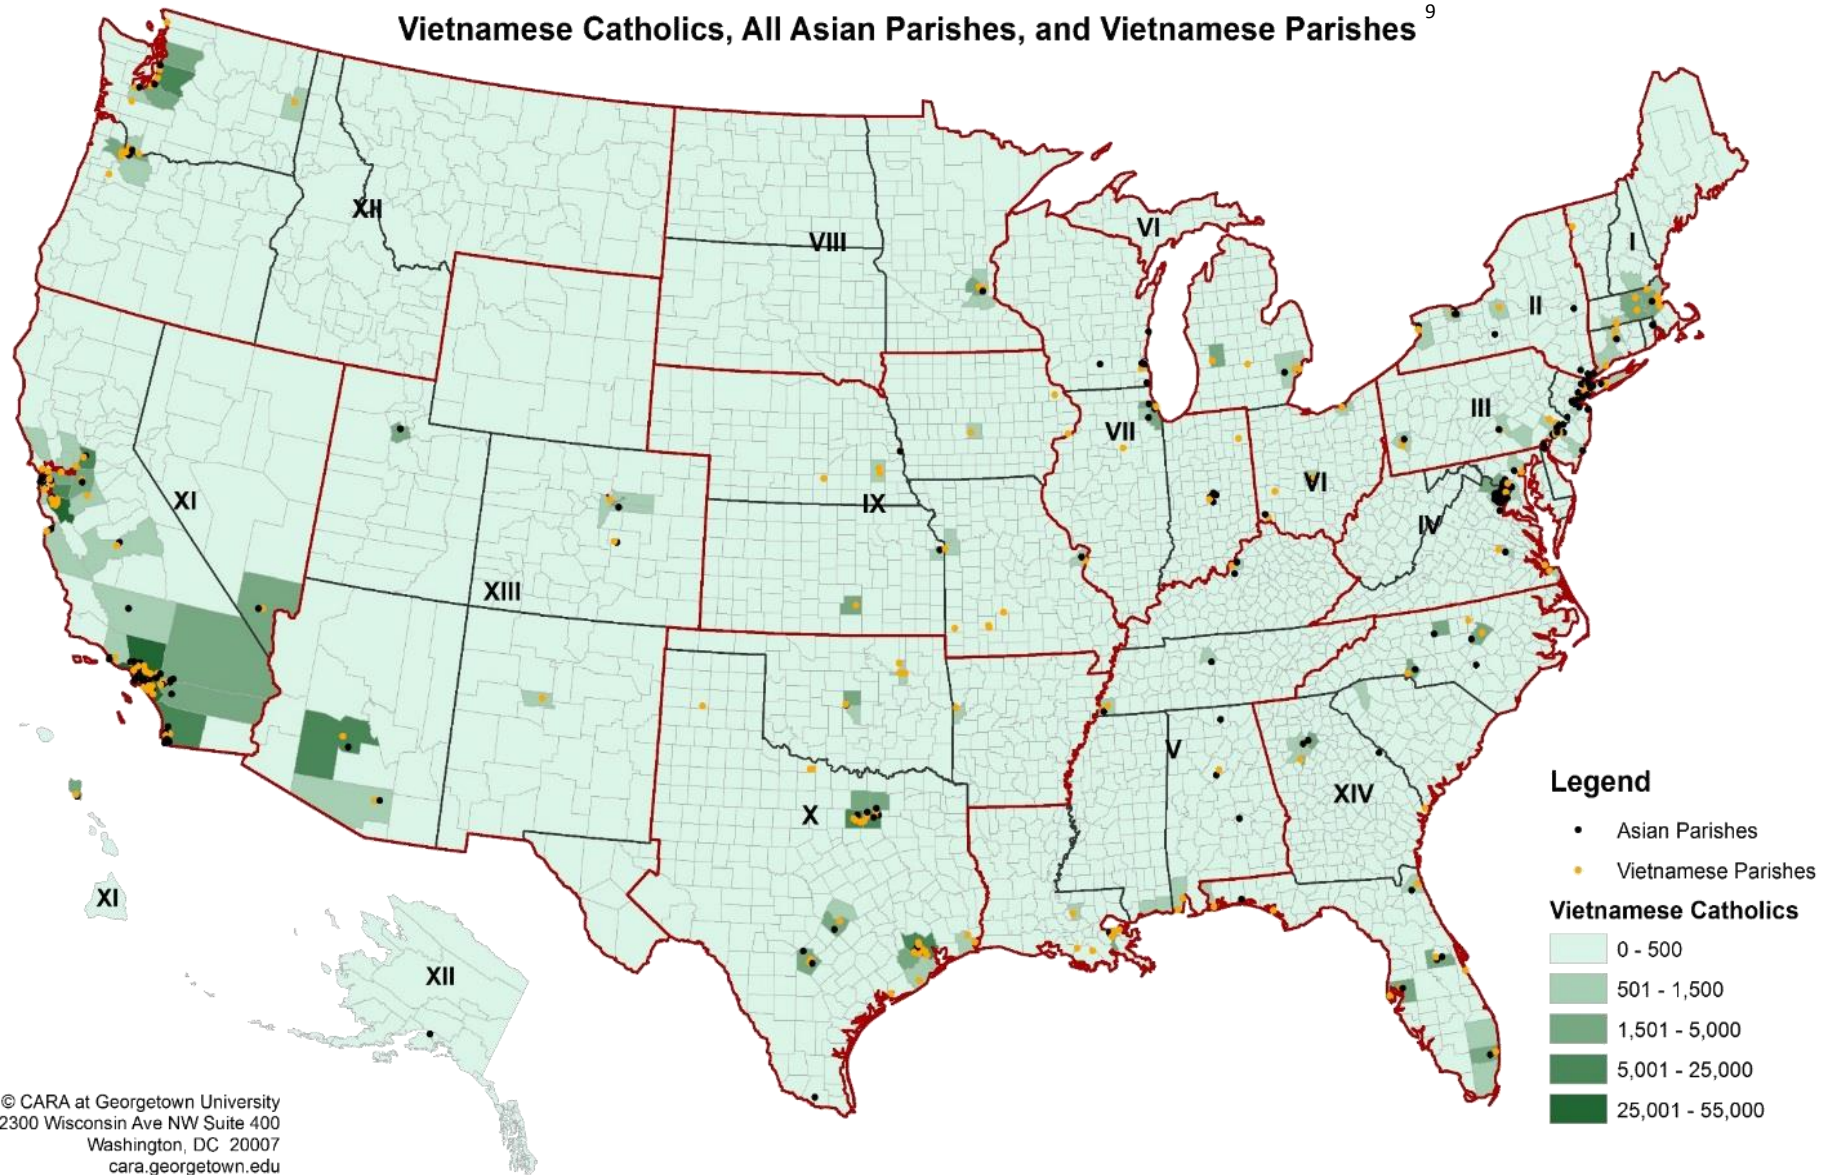 Vietnamese Catholics, All Asian Parishes, and Vietnamese Parishes 9
XII
VIII
VI
I
II
III
VII
VI
XI
IX
IV
XIII
V
X
XIV
XI
XII
Legend
Asian Parishes
Vietnamese Parishes
Vietnamese Catholics
0 - 500
501 - 1,500
1,501 - 5,000
5,001 - 25,000
25,001 - 55,000
© CARA at Georgetown University
2300 Wisconsin Ave NW Suite 400
Washington, DC 20007
cara.georgetown.edu